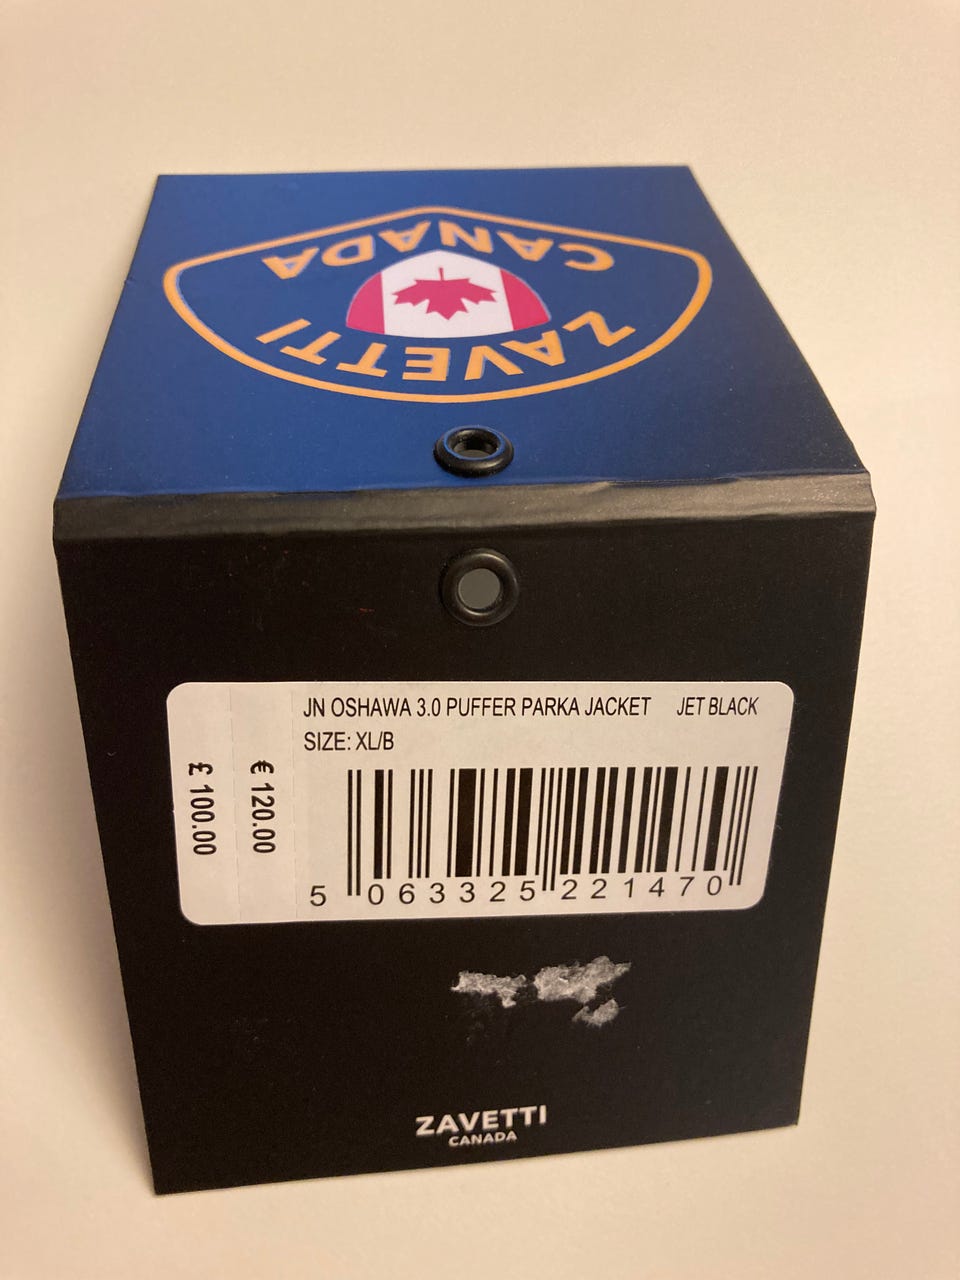 ZAVETTI
CANADA
JN OSHAWA 3.0 PUFFER PARKA JACKET JET BLACK
SIZE: XL/B
£ 100.00
€ 120.00
5 063325 221470
ZAVETTI
CANADA